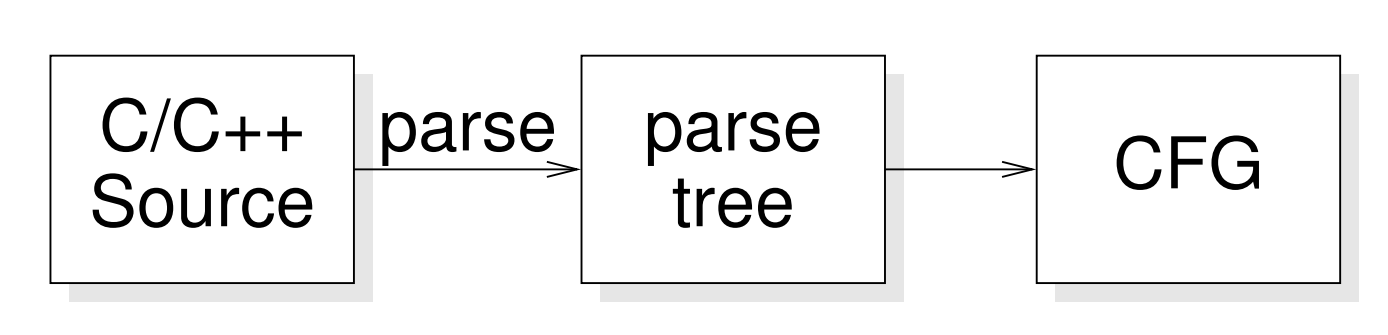 C/C++
Source
parse
parse
tree
CFG